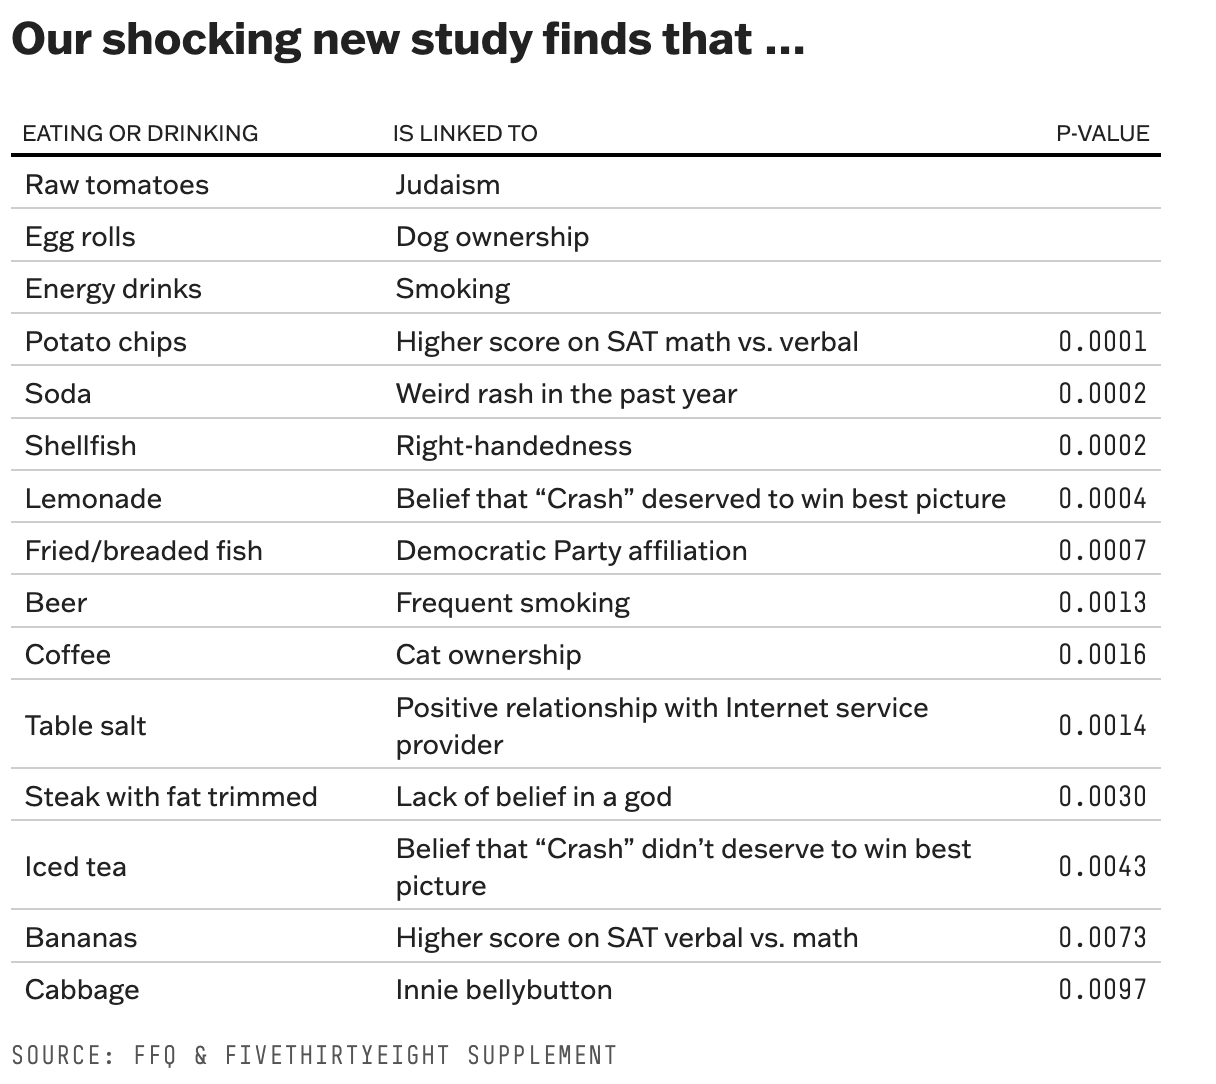 Our shocking new study finds that ...
EATING OR DRINKING IS LINKED TO P-VALUE
Raw tomatoes Judaism
Egg rolls Dog ownership
Energy drinks Smoking
Potato chips Higher score on SAT math vs. verbal 0.0001
Soda Weird rash in the past year 0.0002
Shellfish Right-handedness 0.0002
Lemonade Belief that “Crash” deserved to win best picture 0.0004
Fried/breaded fish Democratic Party affiliation 0.0007
Beer Frequent smoking 0.0013
Coffee Cat ownership 0.0016
Table salt Positive relationship with Internet service
provider 0.0014
Steak with fat trimmed Lack of belief in a god 0.0030
Iced tea Belief that “Crash” didn’t deserve to win best
picture 0.0043
Bananas Higher score on SAT verbal vs. math 0.0073
Cabbage Innie bellybutton 0.0097
SOURCE: FFQ & FIVETHIRTYEIGHT SUPPLEMENT